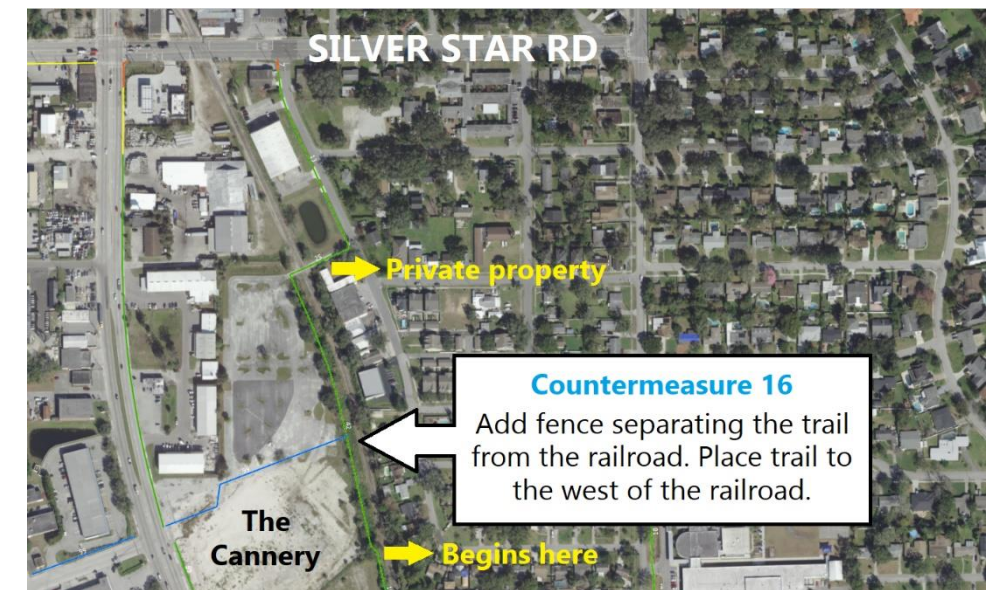 SILVER STAR RD
Private property
Countermeasure 16
Add fence separating the trail
from the railroad. Place trail to
the west of the railroad.
The
Cannery
Begins here